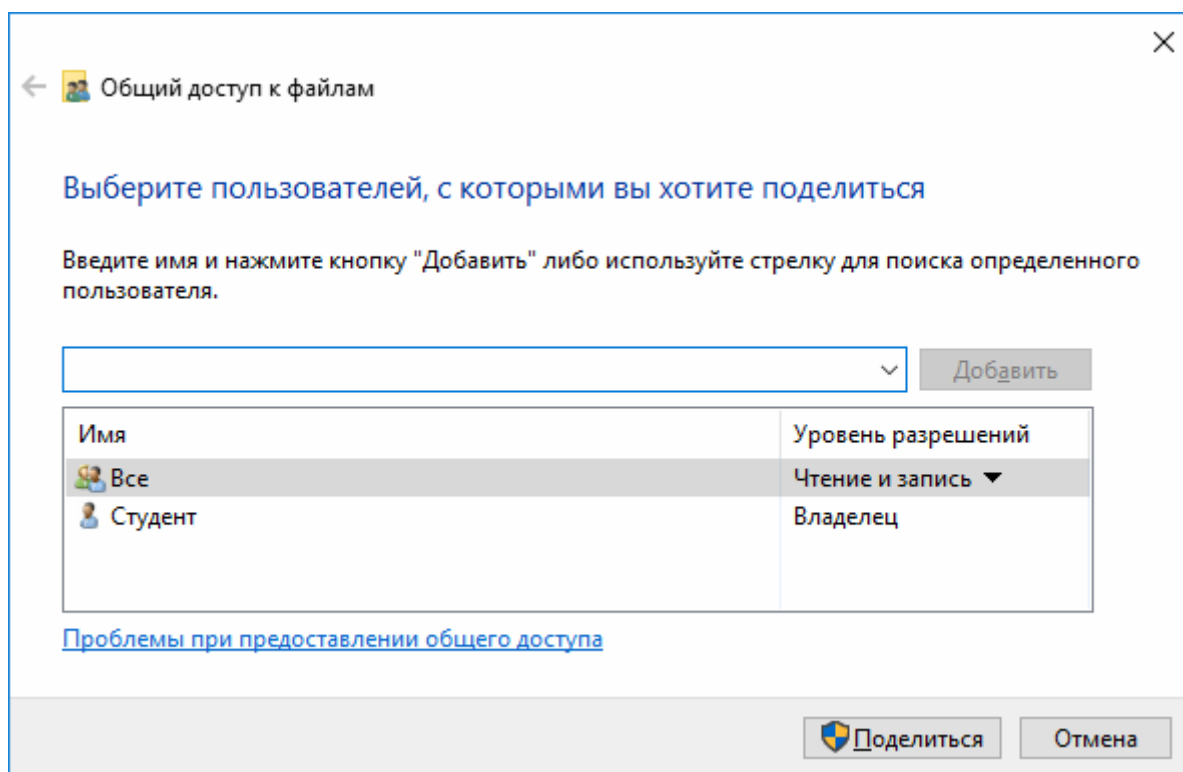 Общий доступ к файлам
Выберите пользователей, с которыми вы хотите поделиться
Введите имя и нажмите кнопку "Добавить" либо используйте стрелку для поиска определенного
пользователя.
Добавить
Имя Уровень разрешений
Все Чтение и запись
Студент Владелец
Проблемы при предоставлении общего доступа
Поделиться Отмена